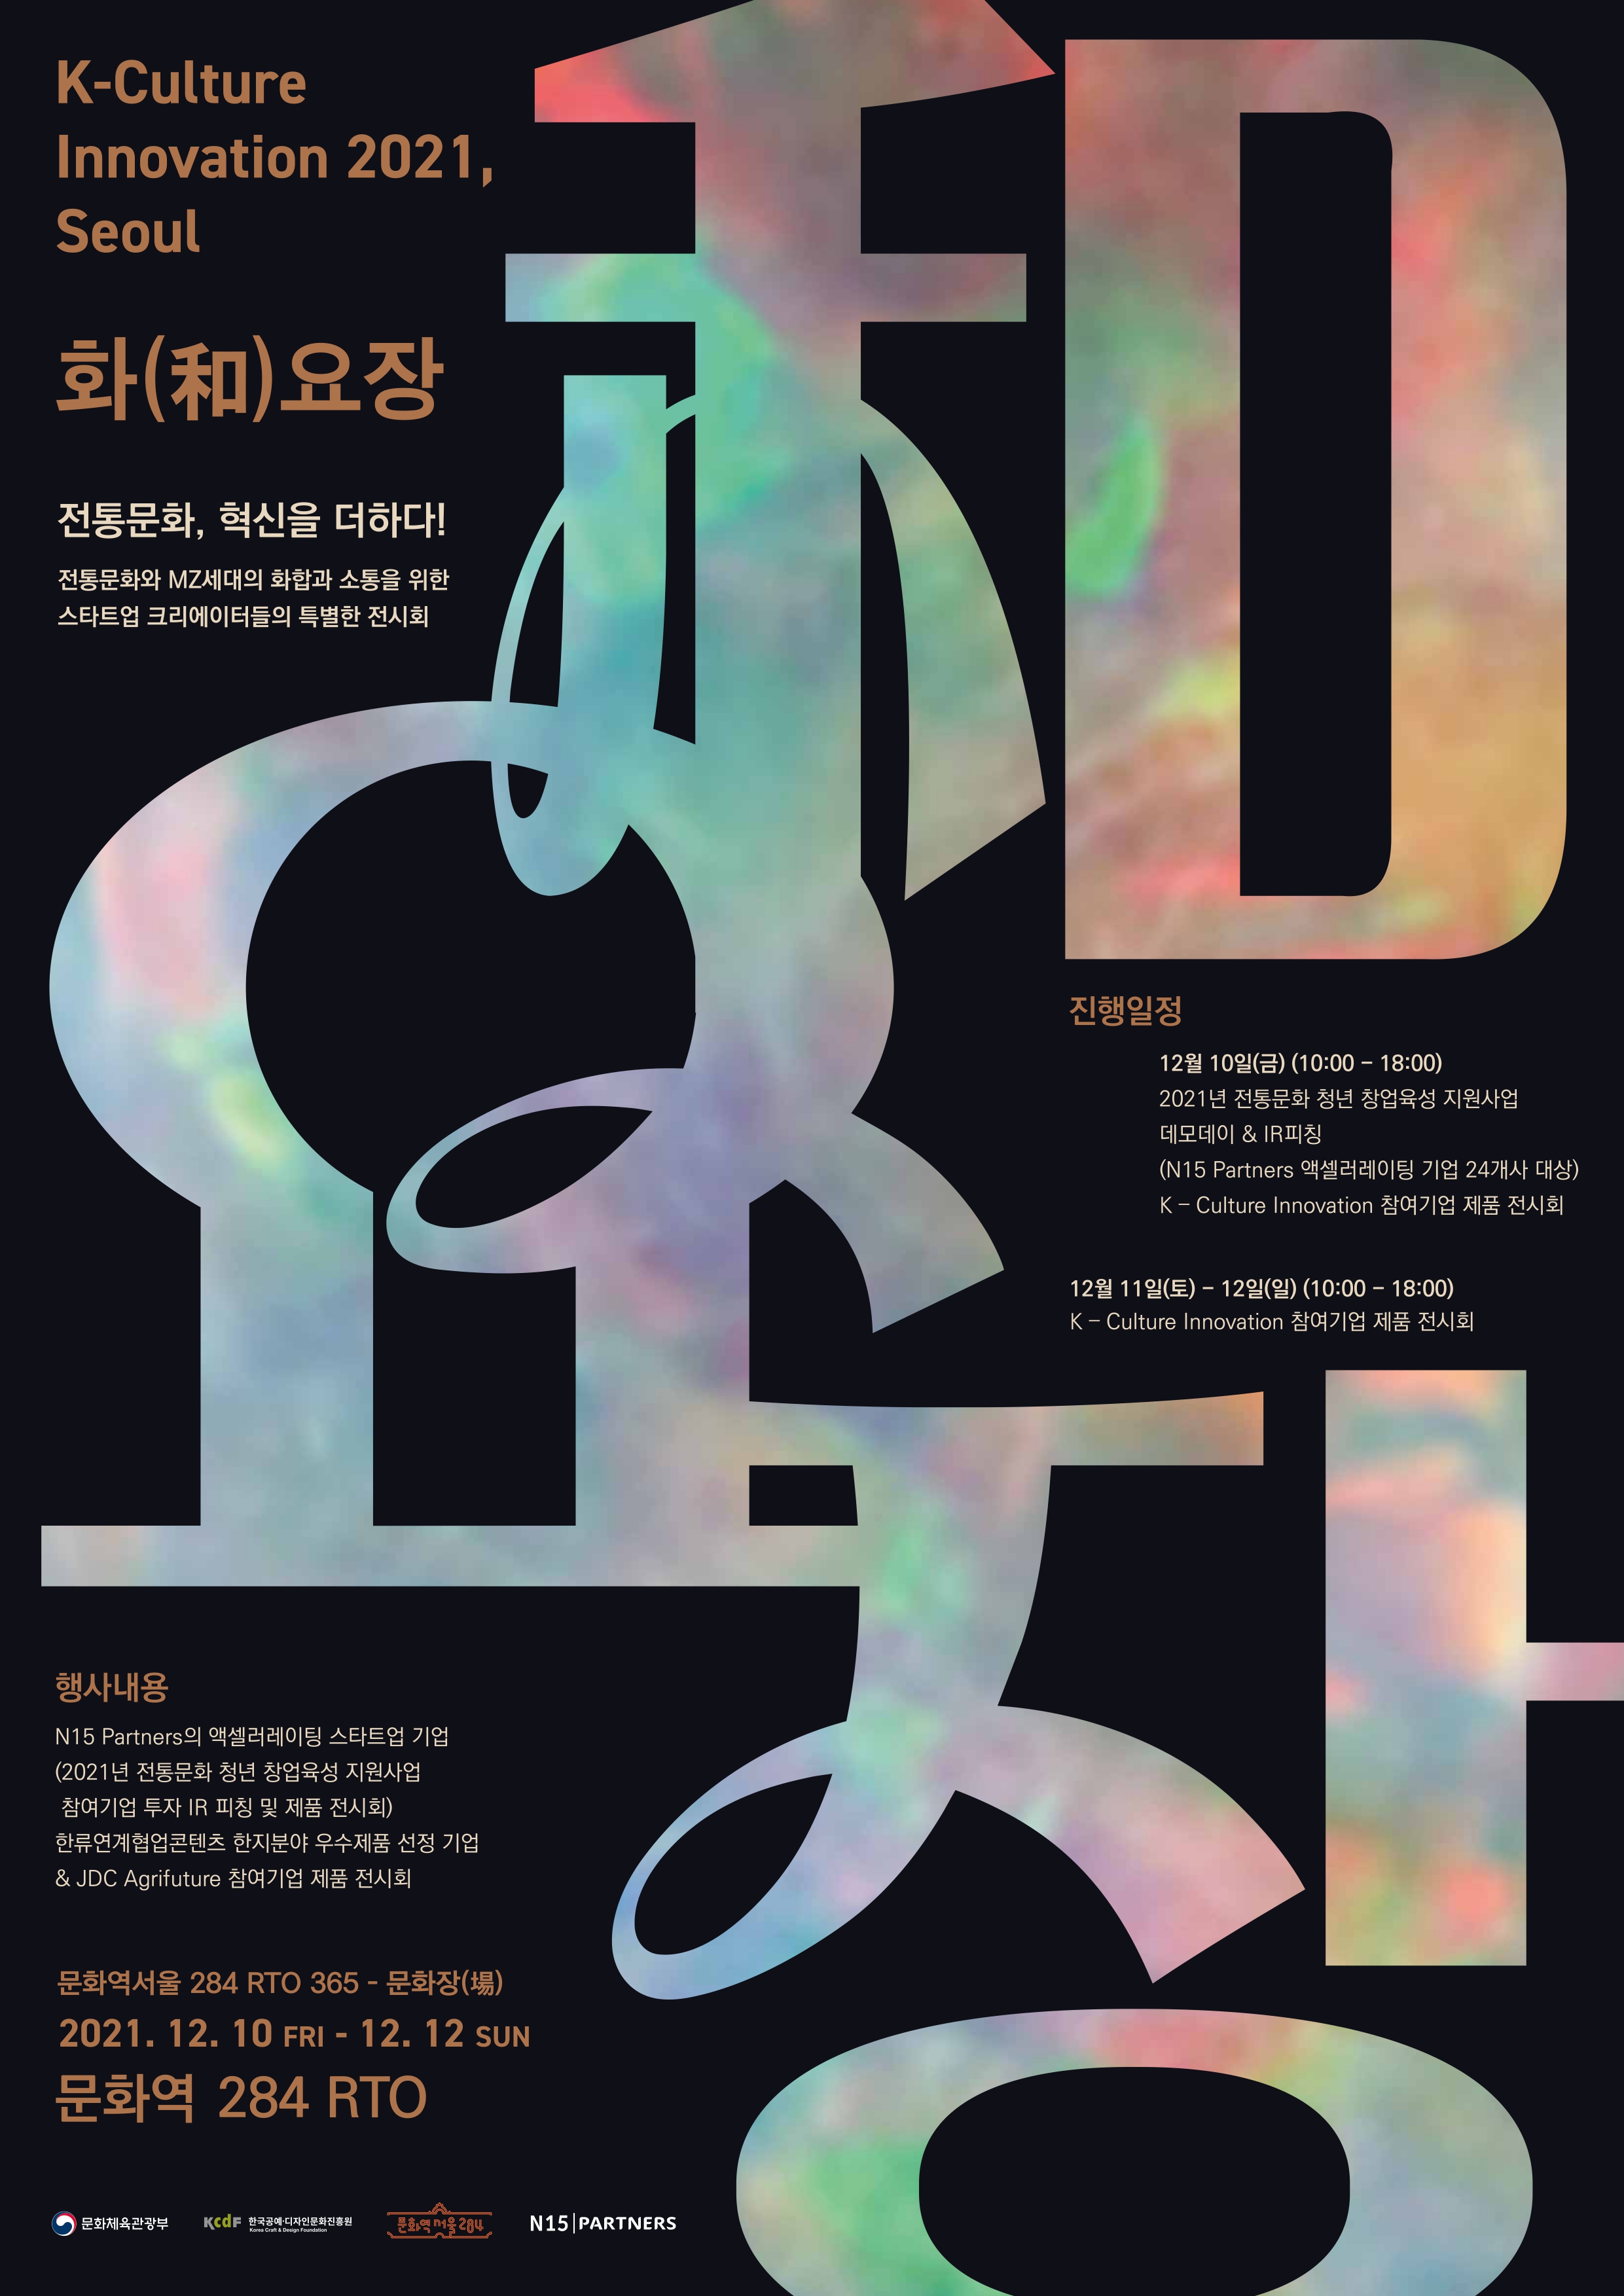 K-Culture
Innovation 2021,
Seoul
화(和)요장
전통문화, 혁신을 더하다!
전통문화와 MZ세대의 화합과 소통을 위한
스타트업 크리에이터들의 특별한 전시회
和
요
장
진행일정
12월 10일(금) (10:00 – 18:00)
2021년 전통문화 청년 창업육성 지원사업
데모데이 & IR피칭
(N15 Partners 액셀러레이팅 기업 24개사 대상)
K – Culture Innovation 참여기업 제품 전시회
12월 11일(토) – 12일(일) (10:00 – 18:00)
K – Culture Innovation 참여기업 제품 전시회
행사내용
N15 Partners의 액셀러레이팅 스타트업 기업
(2021년 전통문화 청년 창업육성 지원사업
참여기업 투자 IR 피칭 및 제품 전시회)
한류연계협업콘텐츠 한지분야 우수제품 선정 기업
& JDC Agrifuture 참여기업 제품 전시회
문화역서울 284 RTO 365 - 문화장(場)
2021. 12. 10 FRI - 12. 12 SUN
문화역 284 RTO
문화체육관광부
KCDF 한국공예·디자인문화진흥원
Korea Craft & Design Foundation
문화역서울284
N15 | PARTNERS